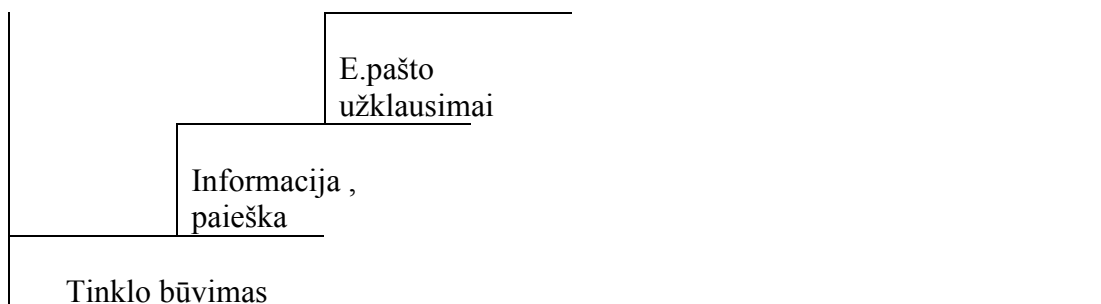 E.pašto
užklausimai
Informacija ,
paieška
Tinklo būvimas